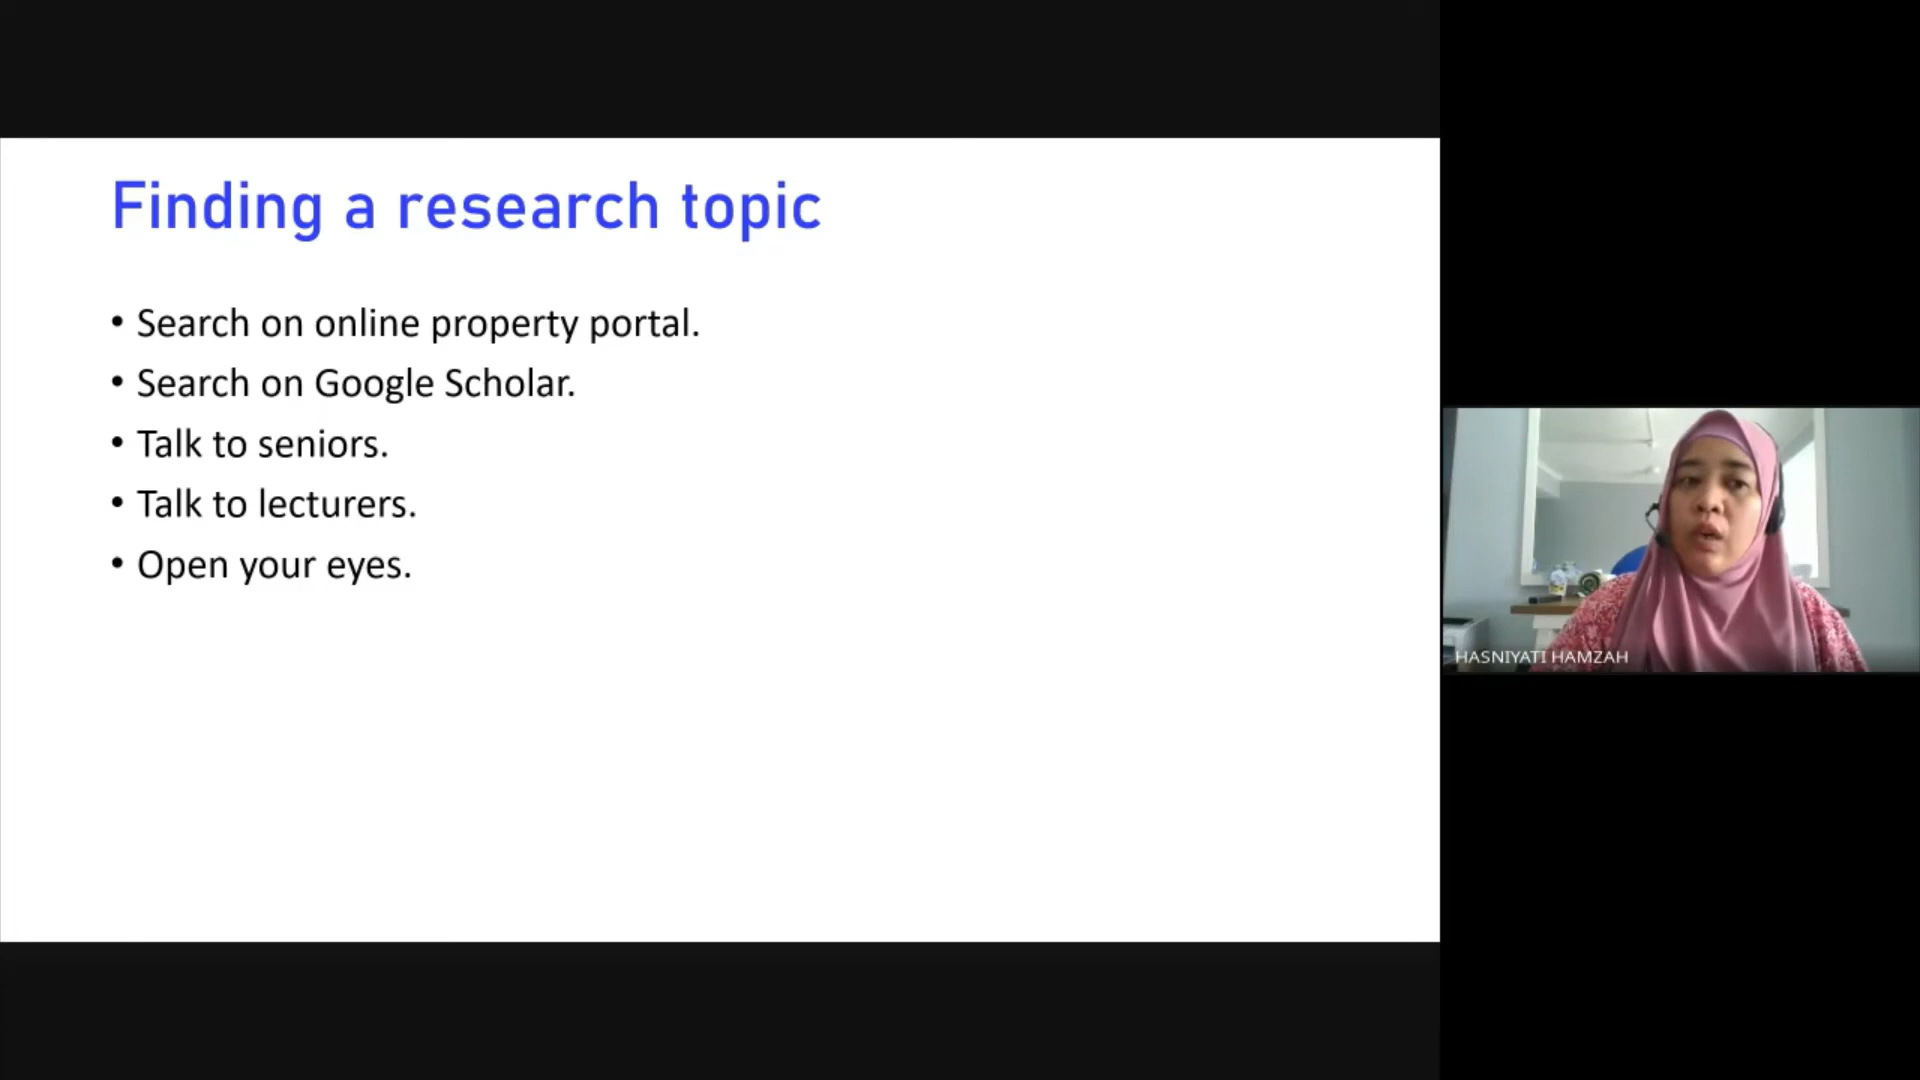 Finding a research topic
• Search on online property portal.
• Search on Google Scholar.
• Talk to seniors.
• Talk to lecturers.
• Open your eyes.
HASNIYATI HAMZAH